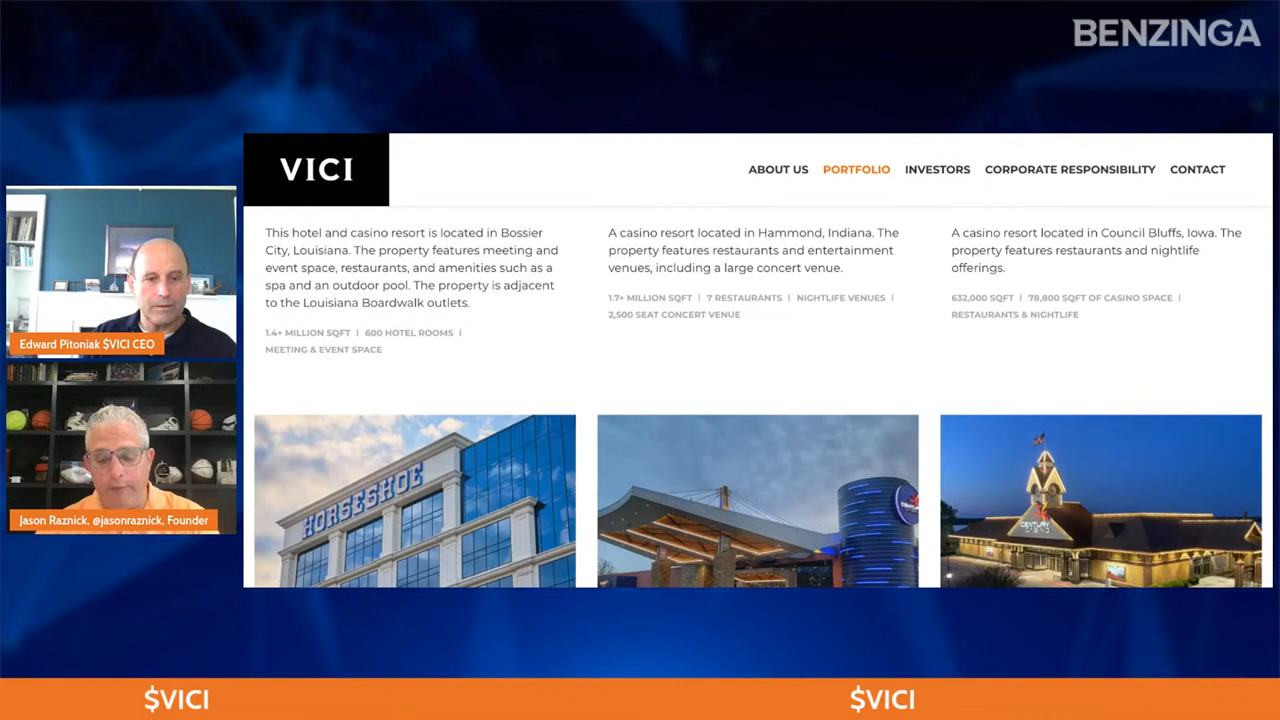 BENZINGA
VICI
ABOUT US PORTFOLIO INVESTORS CORPORATE RESPONSIBILITY CONTACT
This hotel and casino resort is located in Bossier
City, Louisiana. The property features meeting and
event space, restaurants, and amenities such as a
spa and an outdoor pool. The property is adjacent
to the Louisiana Boardwalk outlets.
1.4+ MILLION SQFT | 600 HOTEL ROOMS |
MEETING & EVENT SPACE
A casino resort located in Hammond, Indiana. The
property features restaurants and entertainment
venues, including a large concert venue.
1.7+ MILLION SQFT | 7 RESTAURANTS | NIGHTLIFE VENUES |
2,500 SEAT CONCERT VENUE
A casino resort located in Council Bluffs, Iowa. The
property features restaurants and nightlife
offerings.
632,000 SQFT | 78,800 SQFT OF CASINO SPACE |
RESTAURANTS & NIGHTLIFE
Edward Pitoniak $VICI CEO
Jason Raznick, @jasonraznick, Founder
HORSESHOE
CENTURY
CASINO
$VICI
$VICI